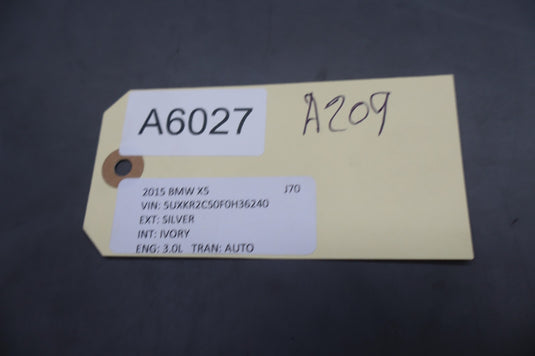 A6027
A209
2015 BMW X5 J70
VIN: 5UXKR2C50F0H36240
EXT: SILVER
INT: IVORY
ENG: 3.0L TRAN: AUTO